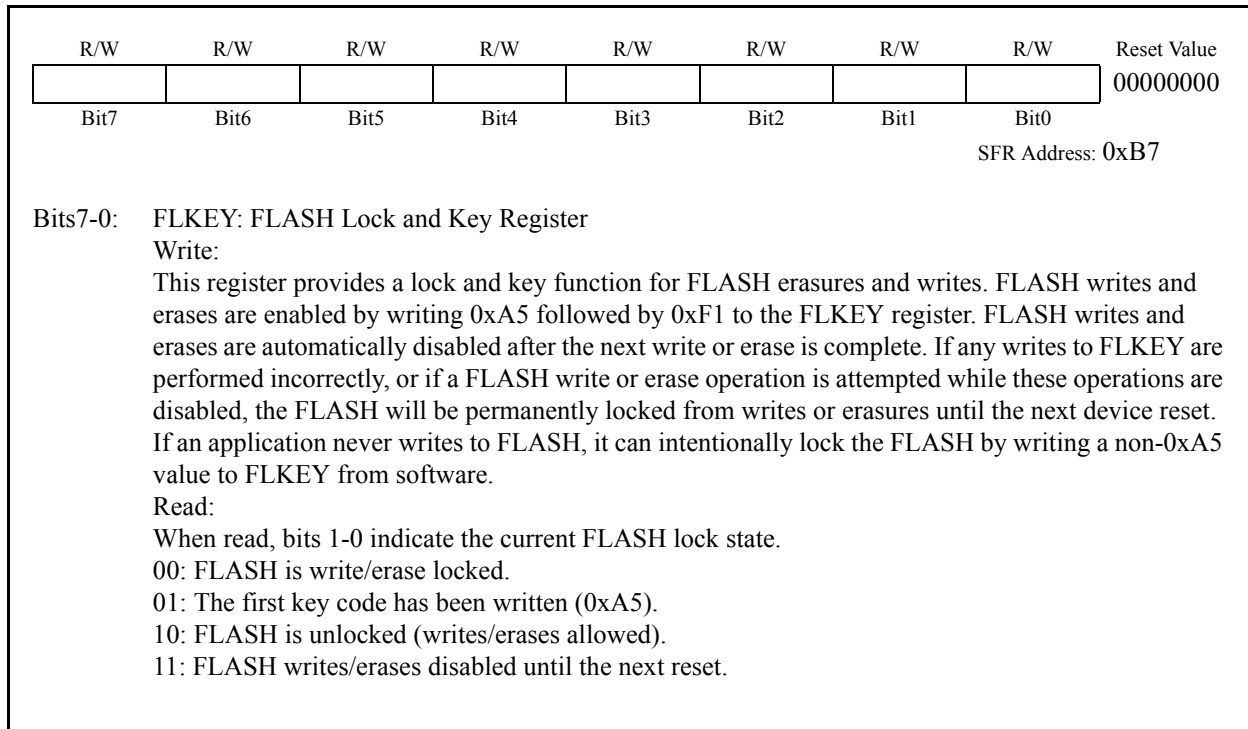 R/W R/W R/W R/W R/W R/W R/W R/W Reset Value
00000000
Bit7 Bit6 Bit5 Bit4 Bit3 Bit2 Bit1 Bit0
SFR Address: 0xB7
Bits7-0: FLKEY: FLASH Lock and Key Register
Write:
This register provides a lock and key function for FLASH erasures and writes. FLASH writes and
erases are enabled by writing 0xA5 followed by 0xF1 to the FLKEY register. FLASH writes and
erases are automatically disabled after the next write or erase is complete. If any writes to FLKEY are
performed incorrectly, or if a FLASH write or erase operation is attempted while these operations are
disabled, the FLASH will be permanently locked from writes or erasures until the next device reset.
If an application never writes to FLASH, it can intentionally lock the FLASH by writing a non-0xA5
value to FLKEY from software.
Read:
When read, bits 1-0 indicate the current FLASH lock state.
00: FLASH is write/erase locked.
01: The first key code has been written (0xA5).
10: FLASH is unlocked (writes/erases allowed).
11: FLASH writes/erases disabled until the next reset.